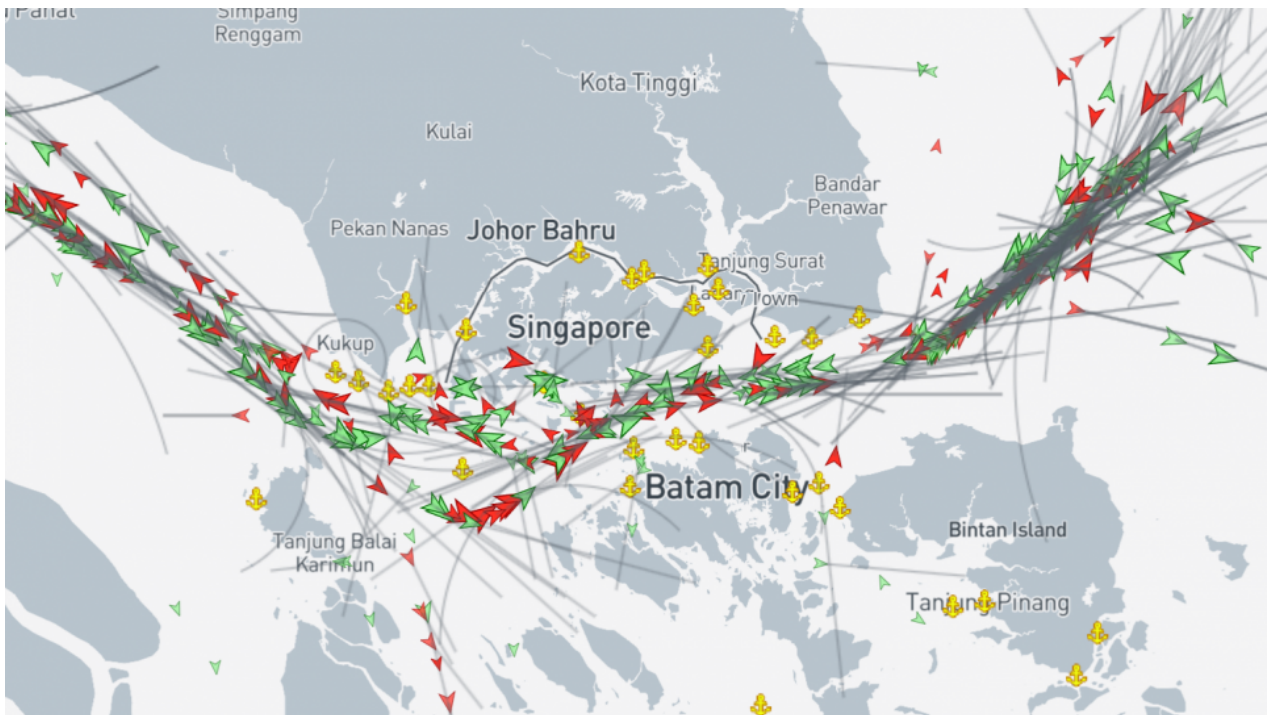 Simpang
Renggam
Kota Tinggi
Kulai
Bandar
Penawar
Pekan Nanas
Johor Bahru
Tanjung Surat
Town
Singapore
Kukup
Batam City
Bintan Island
Tanjung Balai
Karimun
Tanjung Pinang